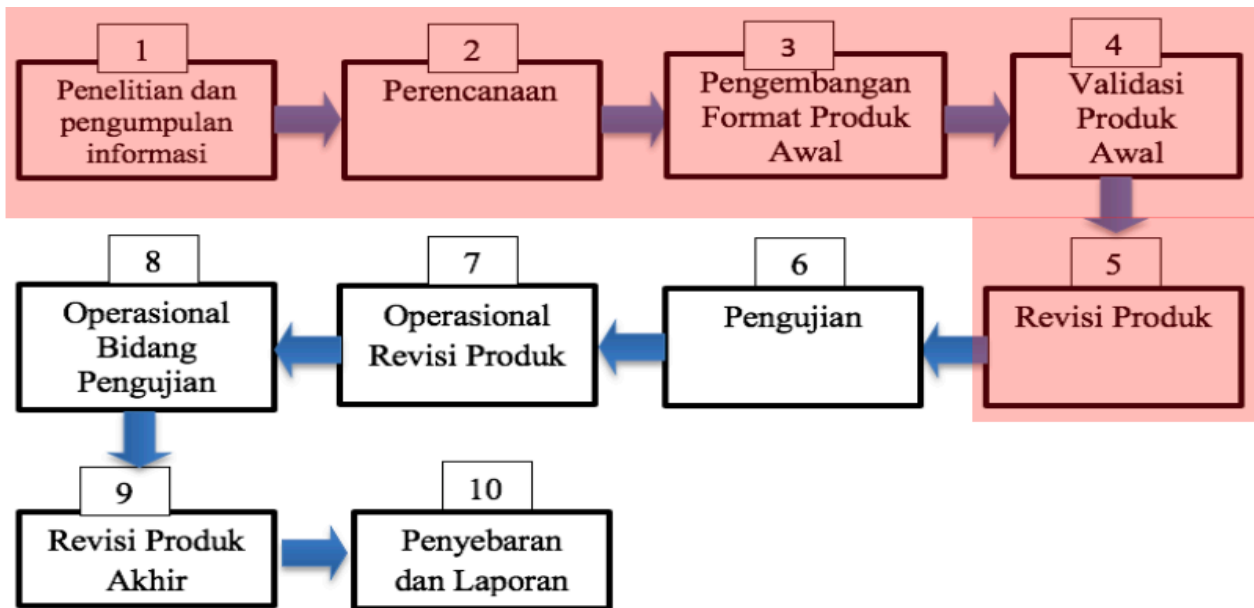 1
Penelitian dan
pengumpulan
informasi
2
Perencanaan
3
Pengembangan
Format Produk
Awal
4
Validasi
Produk
Awal
5
Revisi Produk
6
Pengujian
7
Operasional
Revisi Produk
8
Operasional
Bidang
Pengujian
9
Revisi Produk
Akhir
10
Penyebaran
dan Laporan